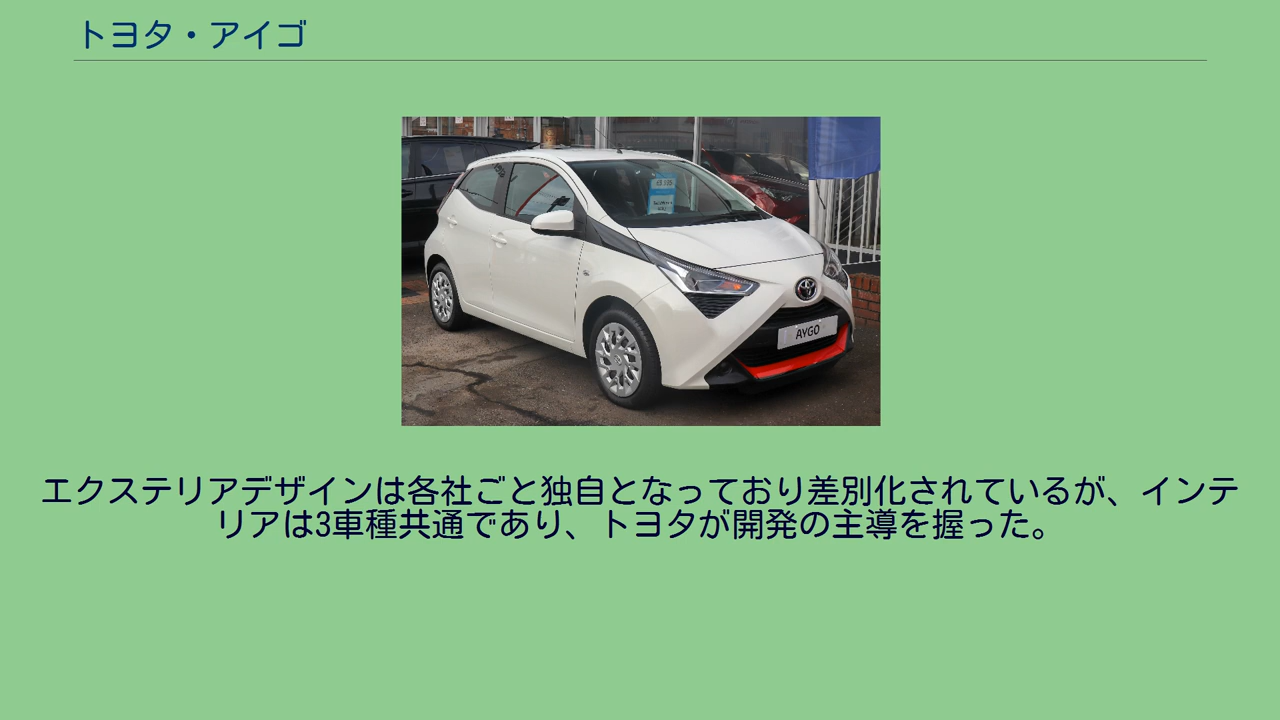 トヨタ・アイゴ
AYGO
エクステリアデザインは各社ごと独自となっており差別化されているが、インテ
リアは3車種共通であり、トヨタが開発の主導を握った。